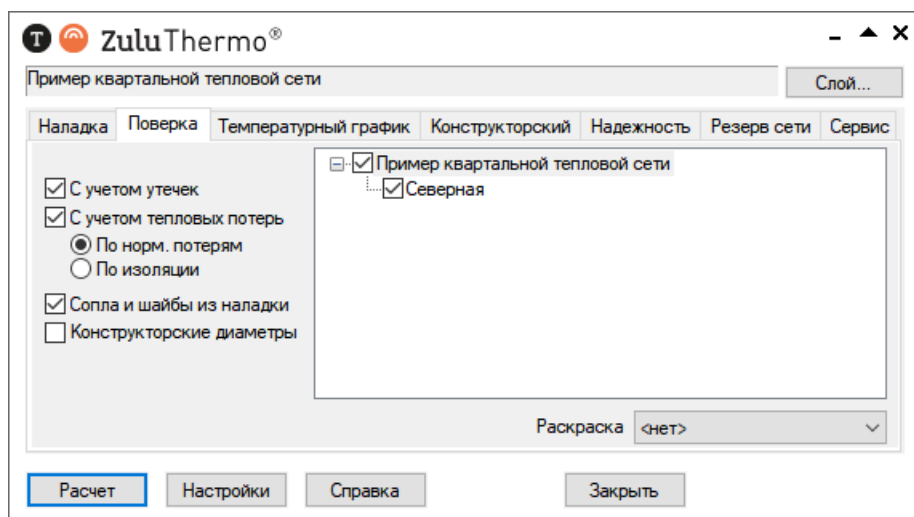 T ZuluThermo®
Пример квартальной тепловой сети
Слой...
Наладка Поверка Температурный график Конструкторский Надежность Резерв сети Сервис
Пример квартальной тепловой сети
Северная
С учетом утечек
С учетом тепловых потерь
По норм. потерям
По изоляции
Сопла и шайбы из наладки
Конструкторские диаметры
Раскраска <нет>
Расчет Настройки Справка Закрыть